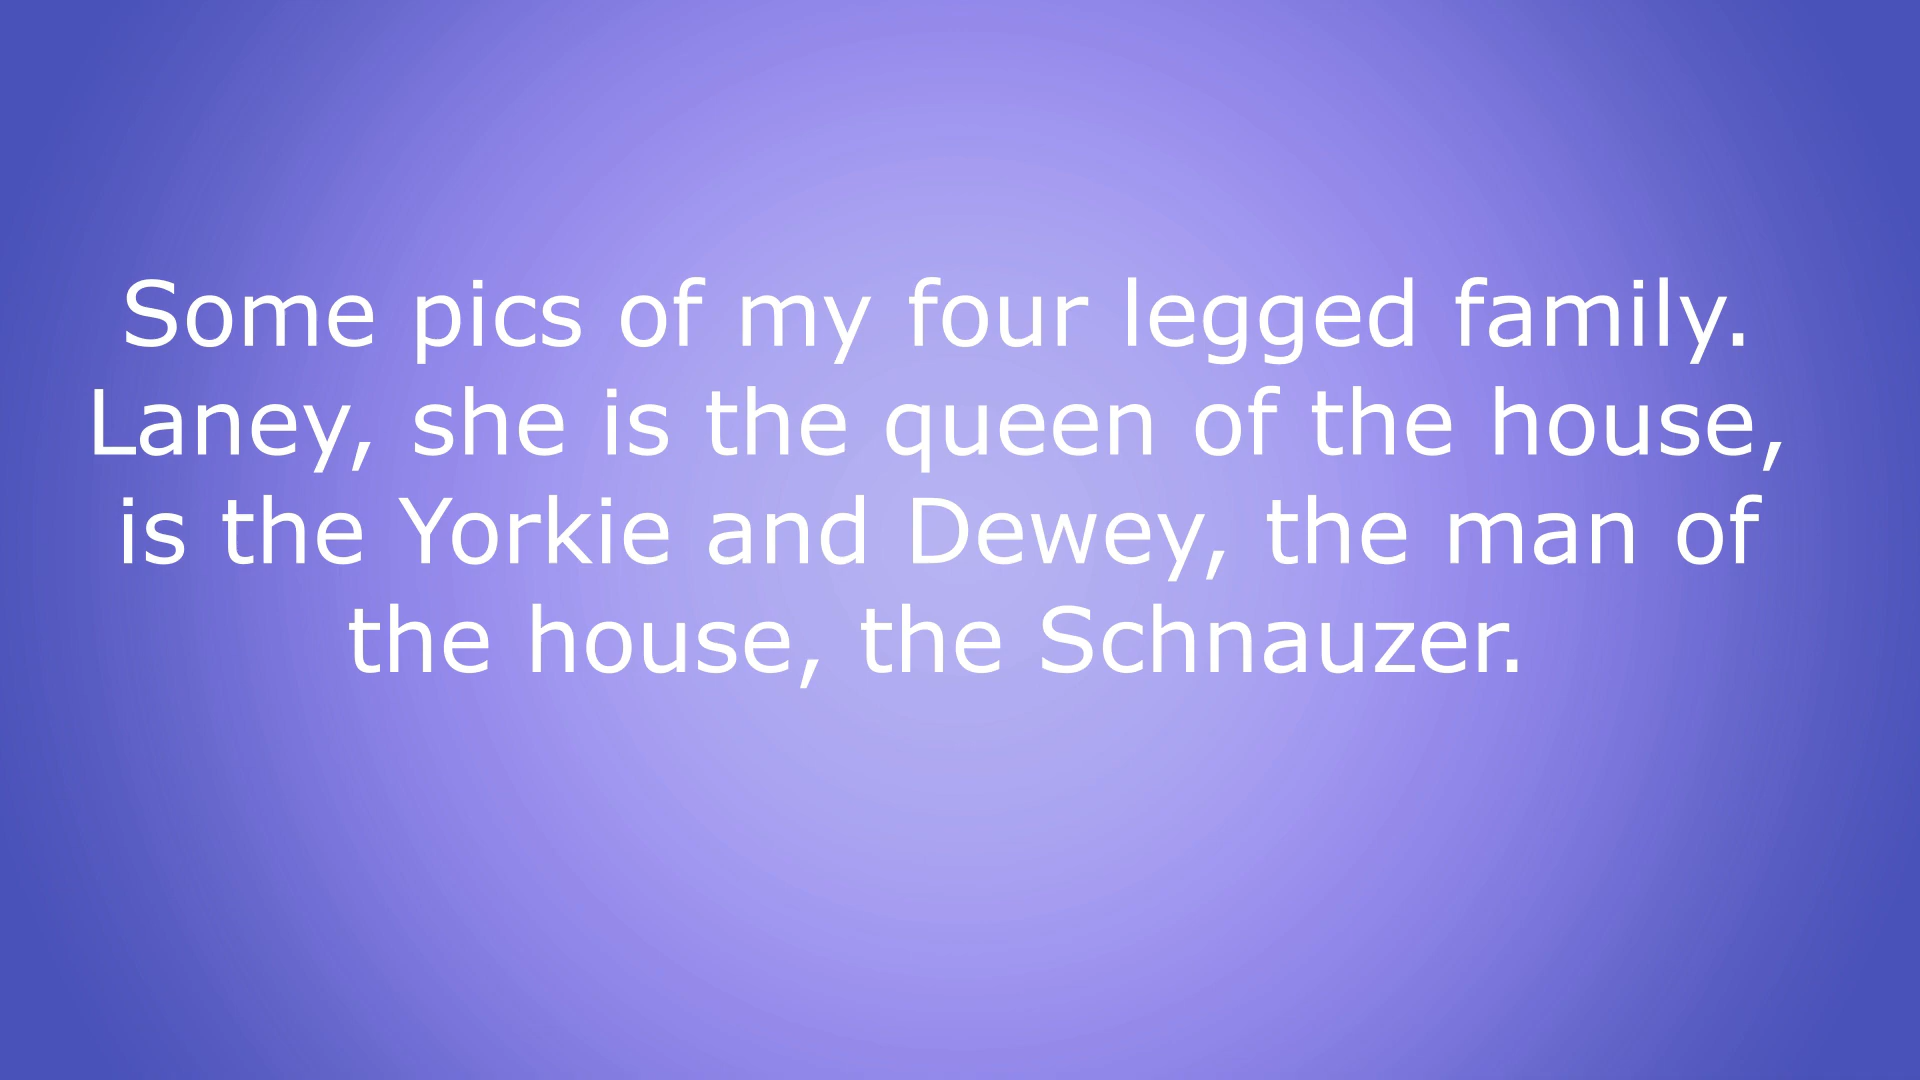 Some pics of my four legged family.
Laney, she is the queen of the house,
is the Yorkie and Dewey, the man of
the house, the Schnauzer.